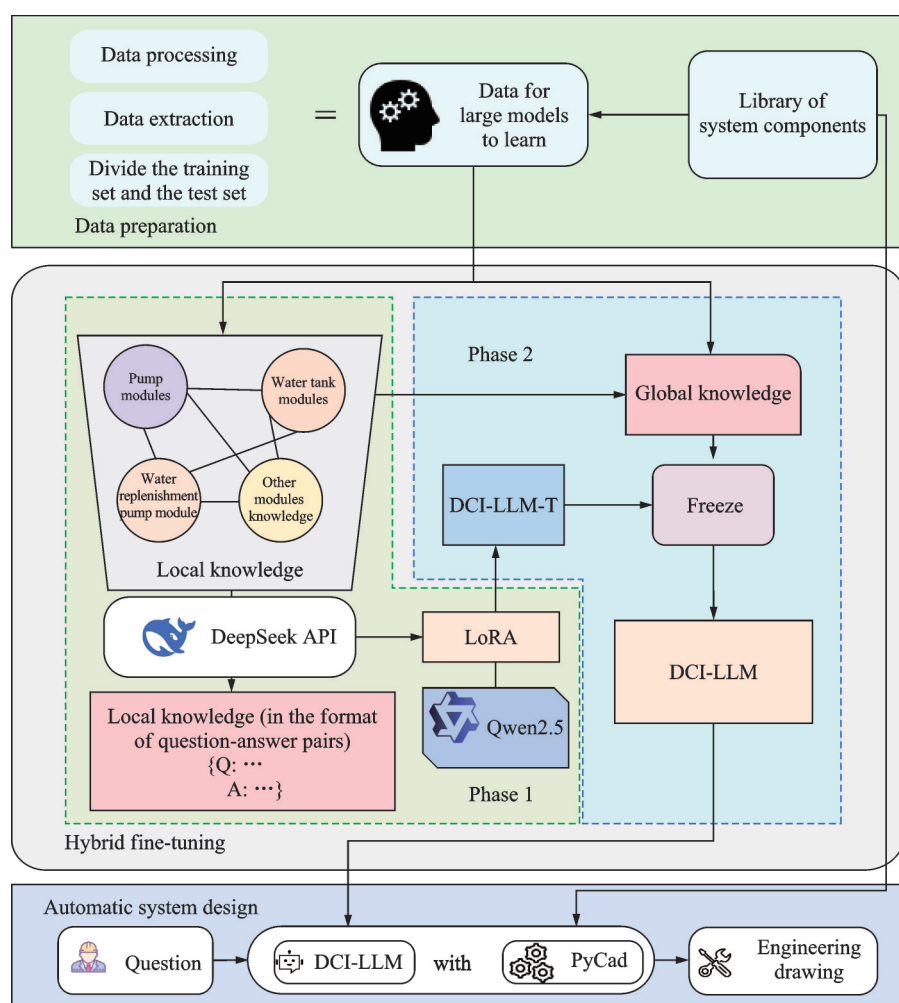 Data processing
Data extraction
Divide the training
set and the test set
Data preparation
=
Data for
large models
to learn
Library of
system components
Phase 2
Pump
modules
Water tank
modules
Water
replenishment
pump module
Other
modules
knowledge
Local knowledge
Global knowledge
DCI-LLM-T
Freeze
DeepSeek API
LoRA
DCI-LLM
Local knowledge (in the format
of question-answer pairs)
{Q: ···
A: ···}
Qwen2.5
Phase 1
Hybrid fine-tuning
Automatic system design
Question
DCI-LLM
with
PyCad
Engineering
drawing